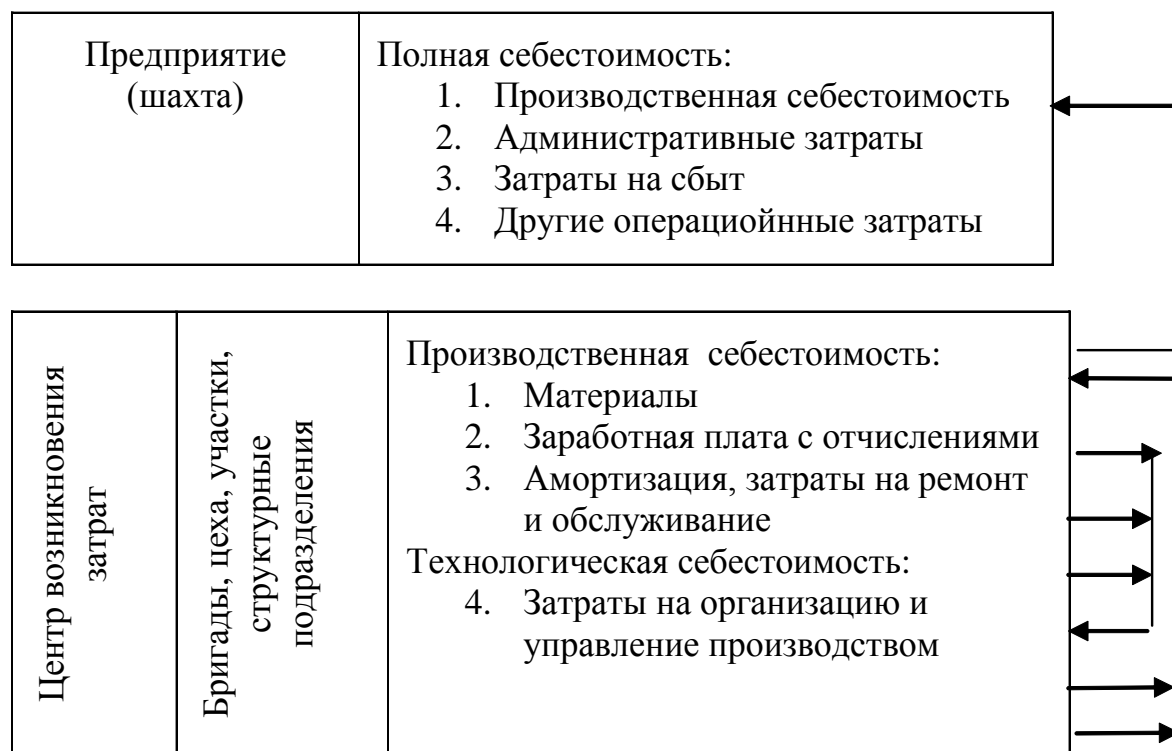 Предприятие
(шахта)
Полная себестоимость:
1. Производственная себестоимость
2. Административные затраты
3. Затраты на сбыт
4. Другие операциойнные затраты
Центр возникновения
затрат
Бригады, цеха, участки,
структурные
подразделения
Производственная себестоимость:
1. Материалы
2. Заработная плата с отчислениями
3. Амортизация, затраты на ремонт
и обслуживание
Технологическая себестоимость:
4. Затраты на организацию и
управление производством